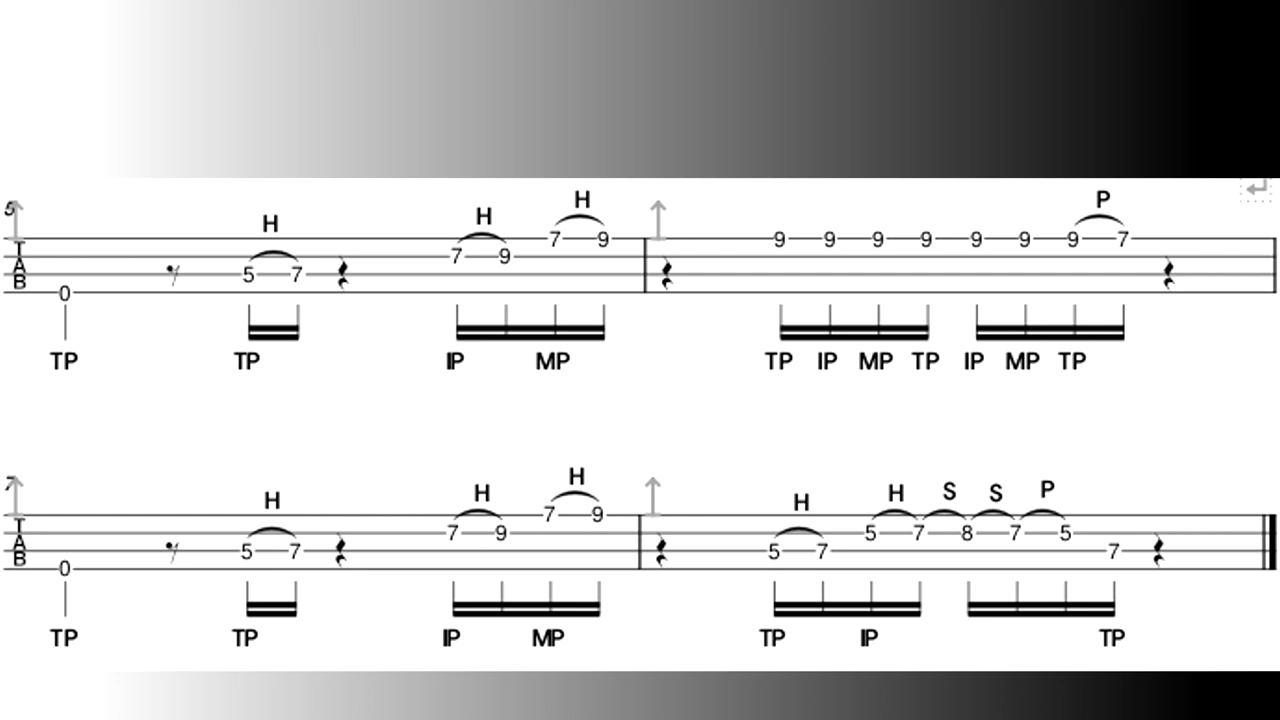 5
H H H P
TAB 0 5 7 7 9 7 9 9 9 9 9 9 9 9 7
TP TP IP MP TP IP MP TP IP MP TP
7
H H H H H S S P
TAB 0 5 7 7 9 7 9 5 7 5 7 8 7 5 7
TP TP IP MP TP IP TP